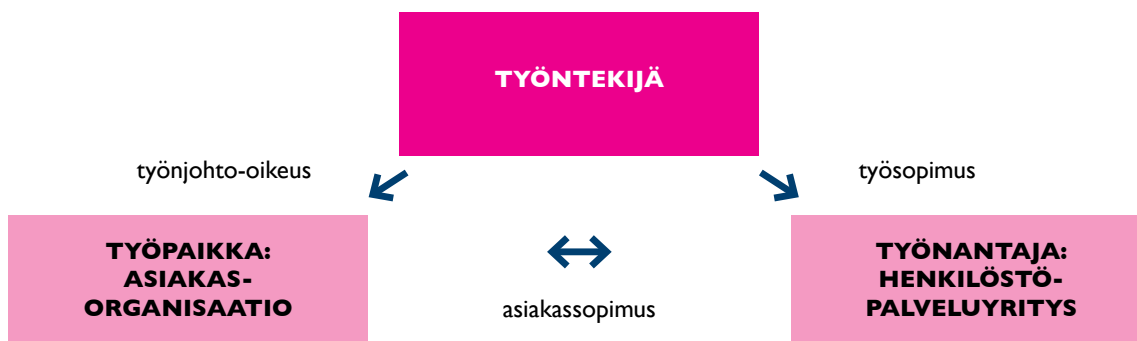 TYÖNTEKIJÄ
työnjohto-oikeus
työsopimus
TYÖPAIKKA:
ASIAKAS-
ORGANISAATIO
asiakassopimus
TYÖNANTAJA:
HENKILÖSTÖ-
PALVELUYRITYS